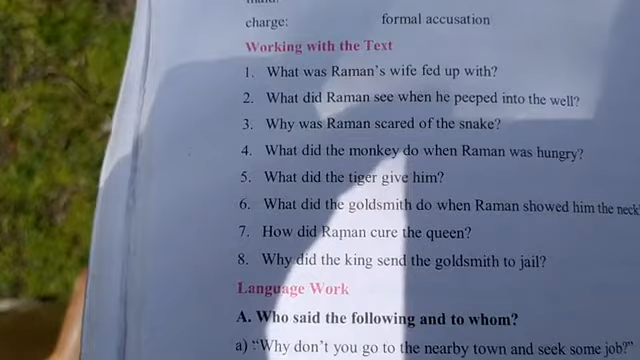 charge: formal accusation
Working with the Text
1. What was Raman's wife fed up with?
2. What did Raman see when he peeped into the well?
3. Why was Raman scared of the snake?
4. What did the monkey do when Raman was hungry?
5. What did the tiger give him?
6. What did the goldsmith do when Raman showed him the neck
7. How did Raman cure the queen?
8. Why did the king send the goldsmith to jail?
Language Work
A. Who said the following and to whom?
a) "Why don't you go to the nearby town and seek some job?"